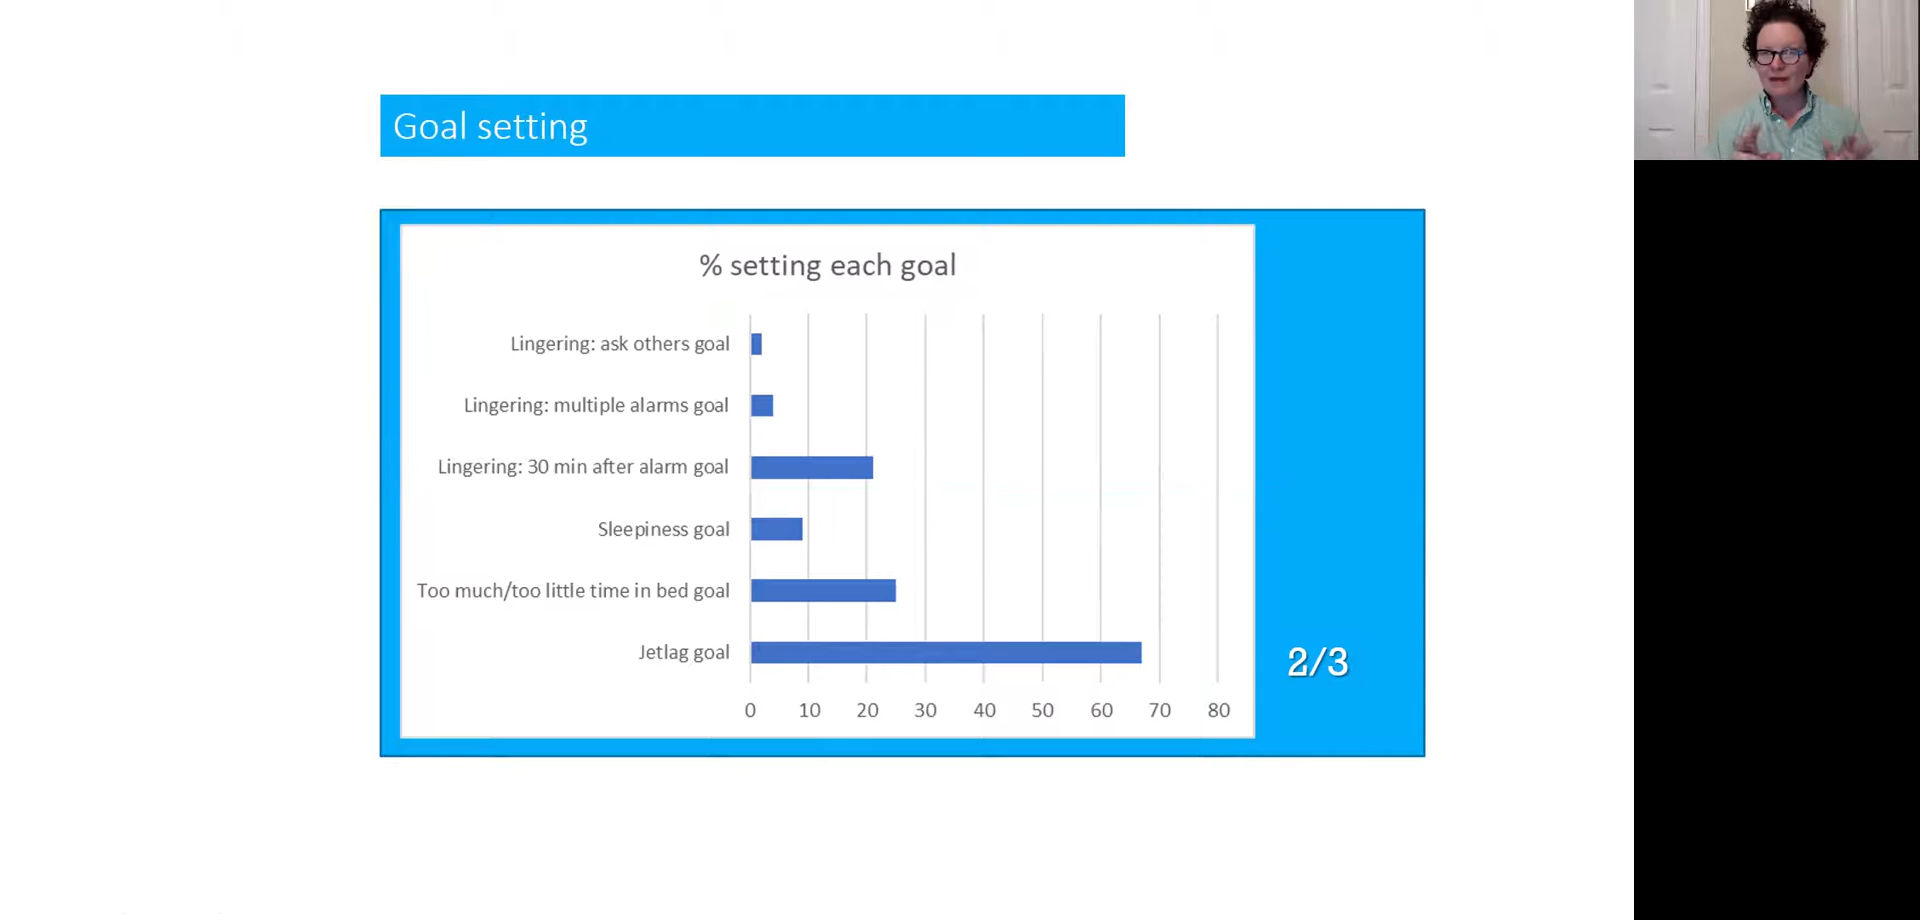 Goal setting
% setting each goal
Lingering: ask others goal
Lingering: multiple alarms goal
Lingering: 30 min after alarm goal
Sleepiness goal
Too much/too little time in bed goal
Jetlag goal
2/3
0 10 20 30 40 50 60 70 80